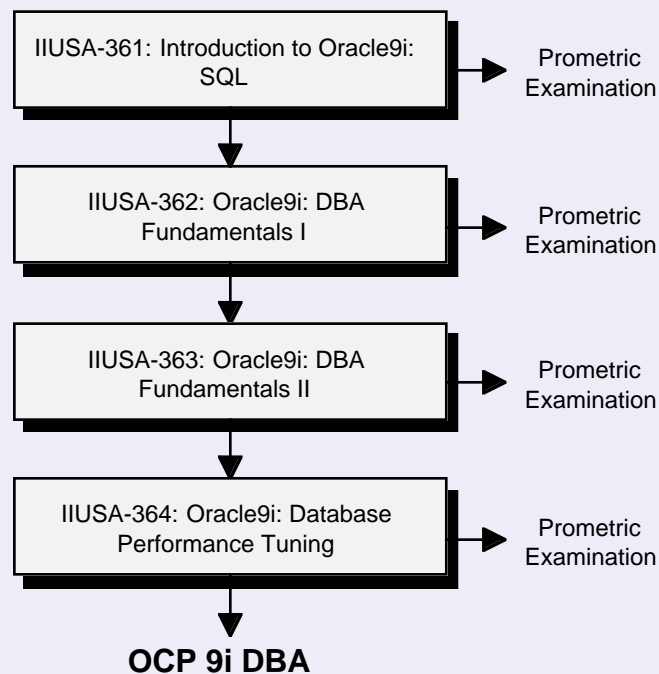 IIUSA-361: Introduction to Oracle9i:
SQL
Prometric
Examination
IIUSA-362: Oracle9i: DBA
Fundamentals I
Prometric
Examination
IIUSA-363: Oracle9i: DBA
Fundamentals II
Prometric
Examination
IIUSA-364: Oracle9i: Database
Performance Tuning
Prometric
Examination
OCP 9i DBA